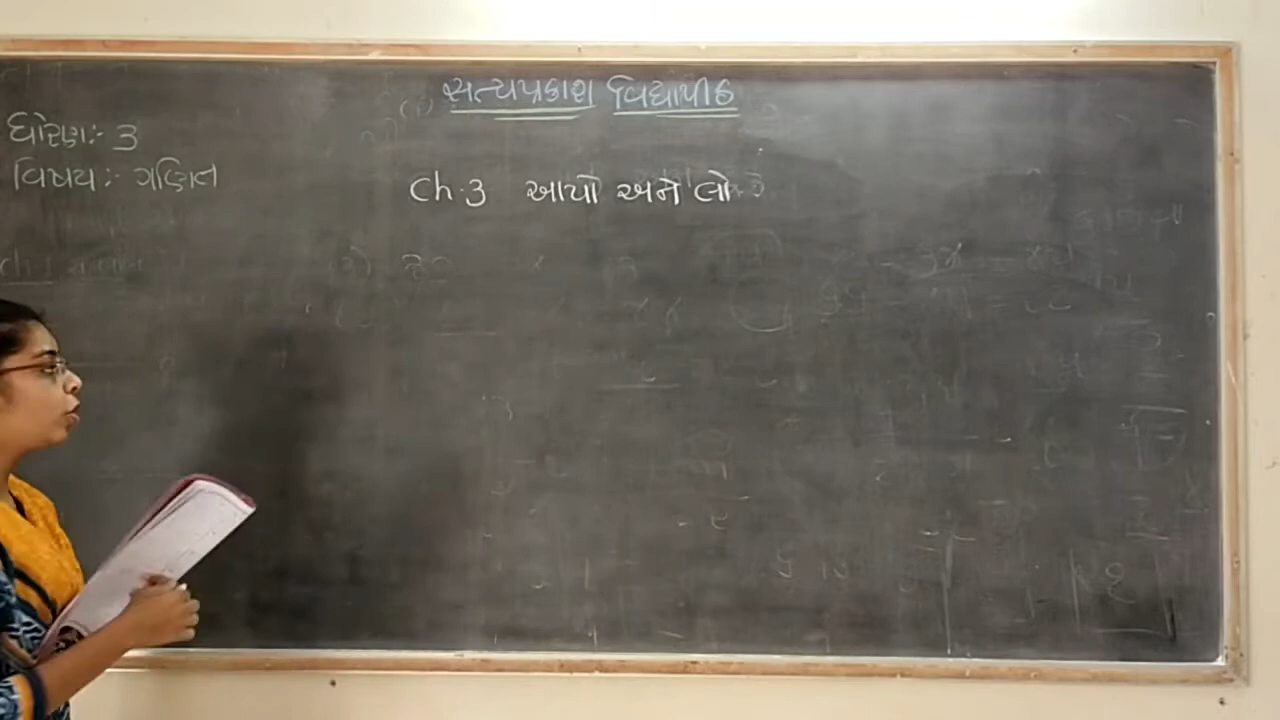 સત્યપ્રકાશ વિદ્યાપીઠ
ધોરણ:- 3
વિષય:- ગણિત
Ch.3 આપો અને લો